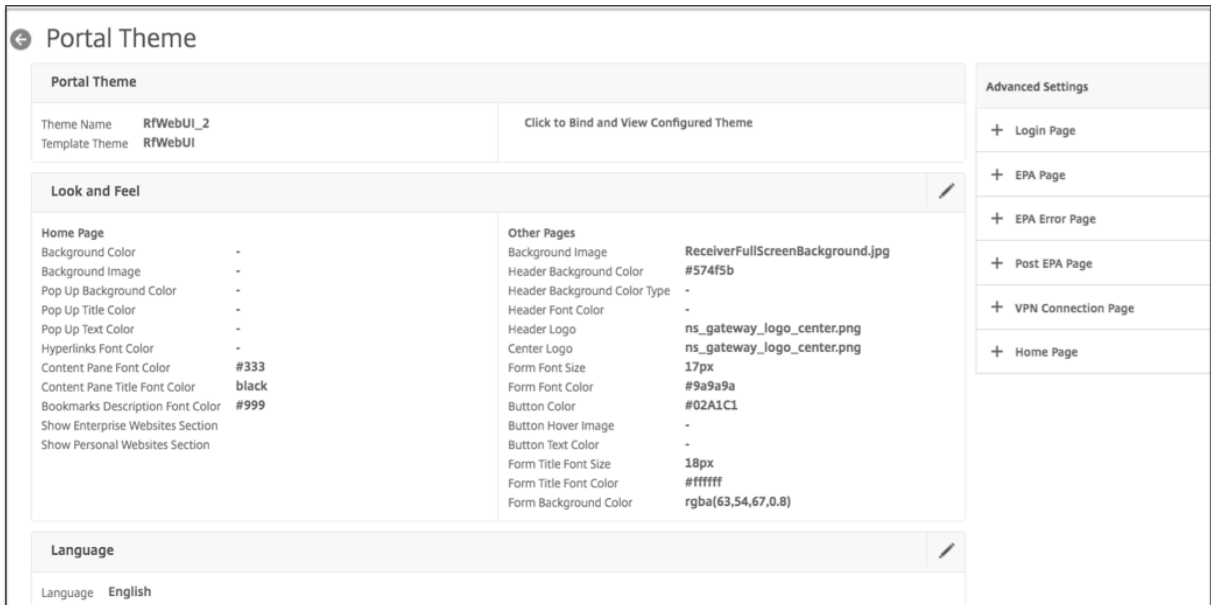 Portal Theme
Portal Theme
Theme Name RfWebUI_2
Template Theme RfWebUI
Click to Bind and View Configured Theme
Look and Feel
Home Page
Background Color -
Background Image -
Pop Up Background Color -
Pop Up Title Color -
Pop Up Text Color -
Hyperlinks Font Color -
Content Pane Font Color #333
Content Pane Title Font Color black
Bookmarks Description Font Color #999
Show Enterprise Websites Section
Show Personal Websites Section
Other Pages
Background Image ReceiverFullScreenBackground.jpg
Header Background Color #574f5b
Header Background Color Type -
Header Font Color -
Header Logo ns_gateway_logo_center.png
Center Logo ns_gateway_logo_center.png
Form Font Size 17px
Form Font Color #9a9a9a
Button Color #02A1C1
Button Hover Image -
Button Text Color -
Form Title Font Size 18px
Form Title Font Color #ffffff
Form Background Color rgba(63,54,67,0.8)
Language
Language English
Advanced Settings
+ Login Page
+ EPA Page
+ EPA Error Page
+ Post EPA Page
+ VPN Connection Page
+ Home Page